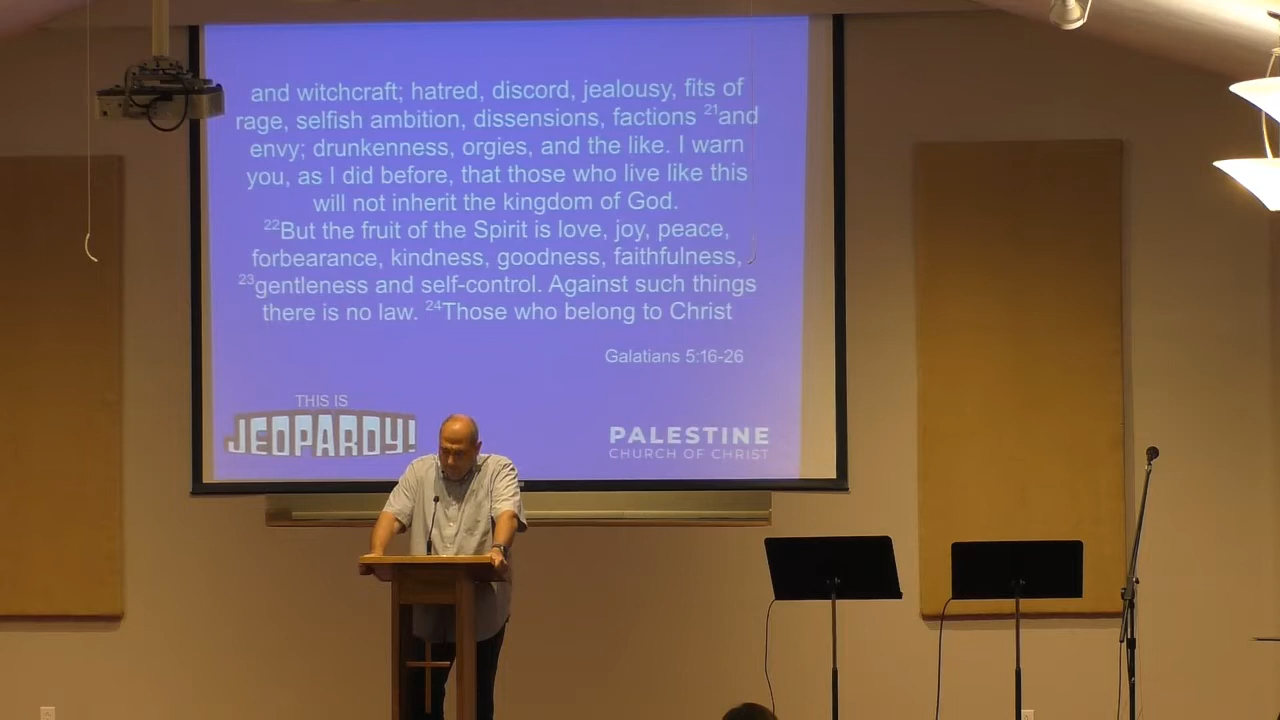 and witchcraft; hatred, discord, jealousy, fits of
rage, selfish ambition, dissensions, factions ²¹and
envy; drunkenness, orgies, and the like. I warn
you, as I did before, that those who live like this
will not inherit the kingdom of God.
²²But the fruit of the Spirit is love, joy, peace,
forbearance, kindness, goodness, faithfulness,
²³gentleness and self-control. Against such things
there is no law. ²⁴Those who belong to Christ
Galatians 5:16-26
THIS IS
JEOPARDY!
PALESTINE
CHURCH OF CHRIST